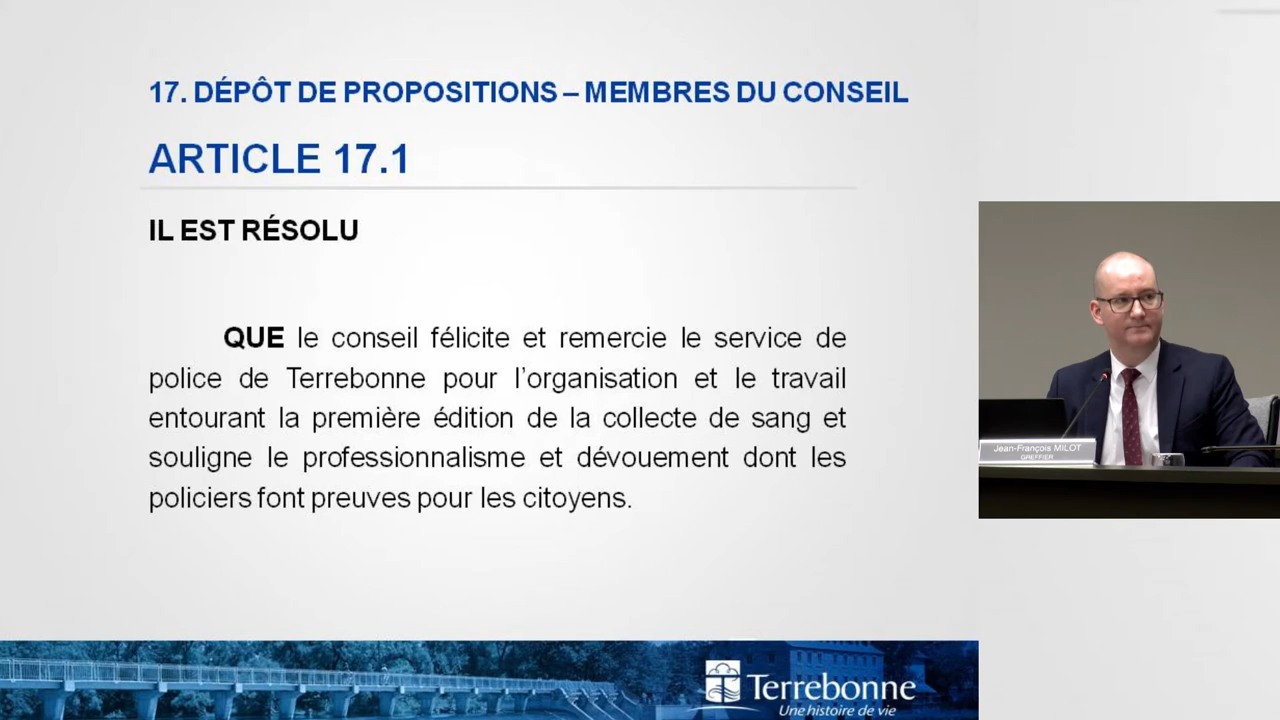 17. DÉPÔT DE PROPOSITIONS – MEMBRES DU CONSEIL
ARTICLE 17.1
IL EST RÉSOLU
QUE le conseil félicite et remercie le service de
police de Terrebonne pour l’organisation et le travail
entourant la première édition de la collecte de sang et
souligne le professionnalisme et dévouement dont les
policiers font preuves pour les citoyens.
Jean-François MILOT
GREFFIER
Terrebonne
Une histoire de vie